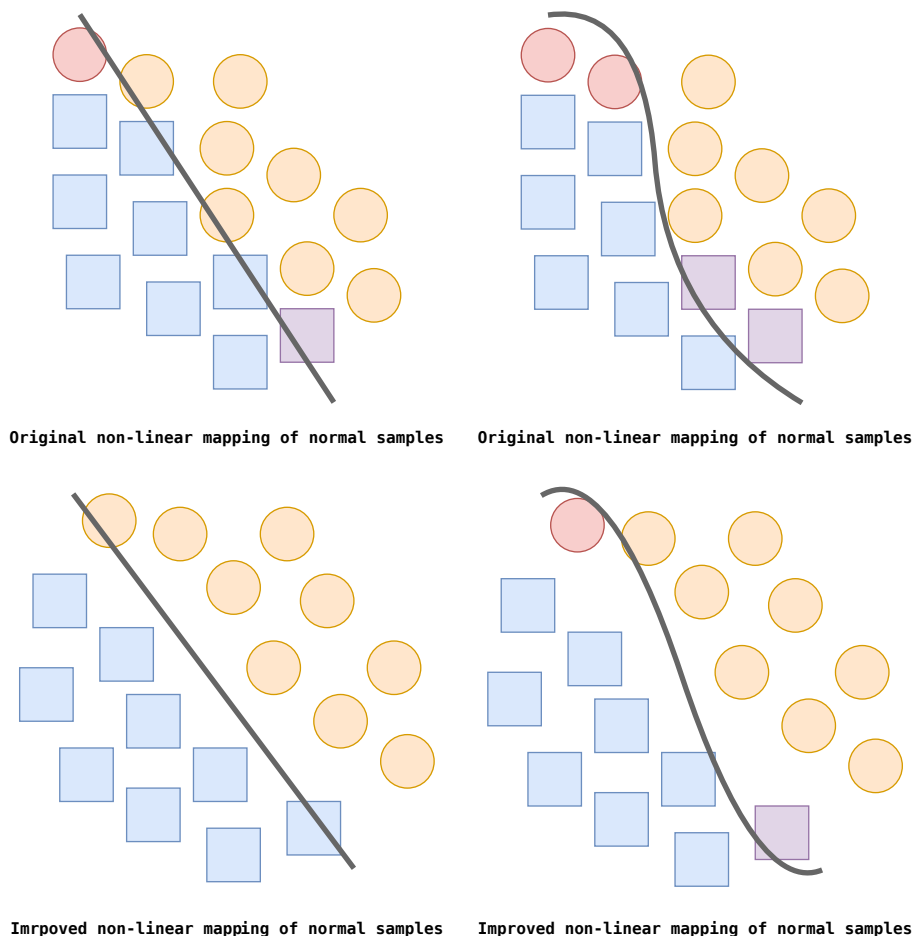 Original non-linear mapping of normal samples
Original non-linear mapping of normal samples
Imrpoved non-linear mapping of normal samples
Improved non-linear mapping of normal samples